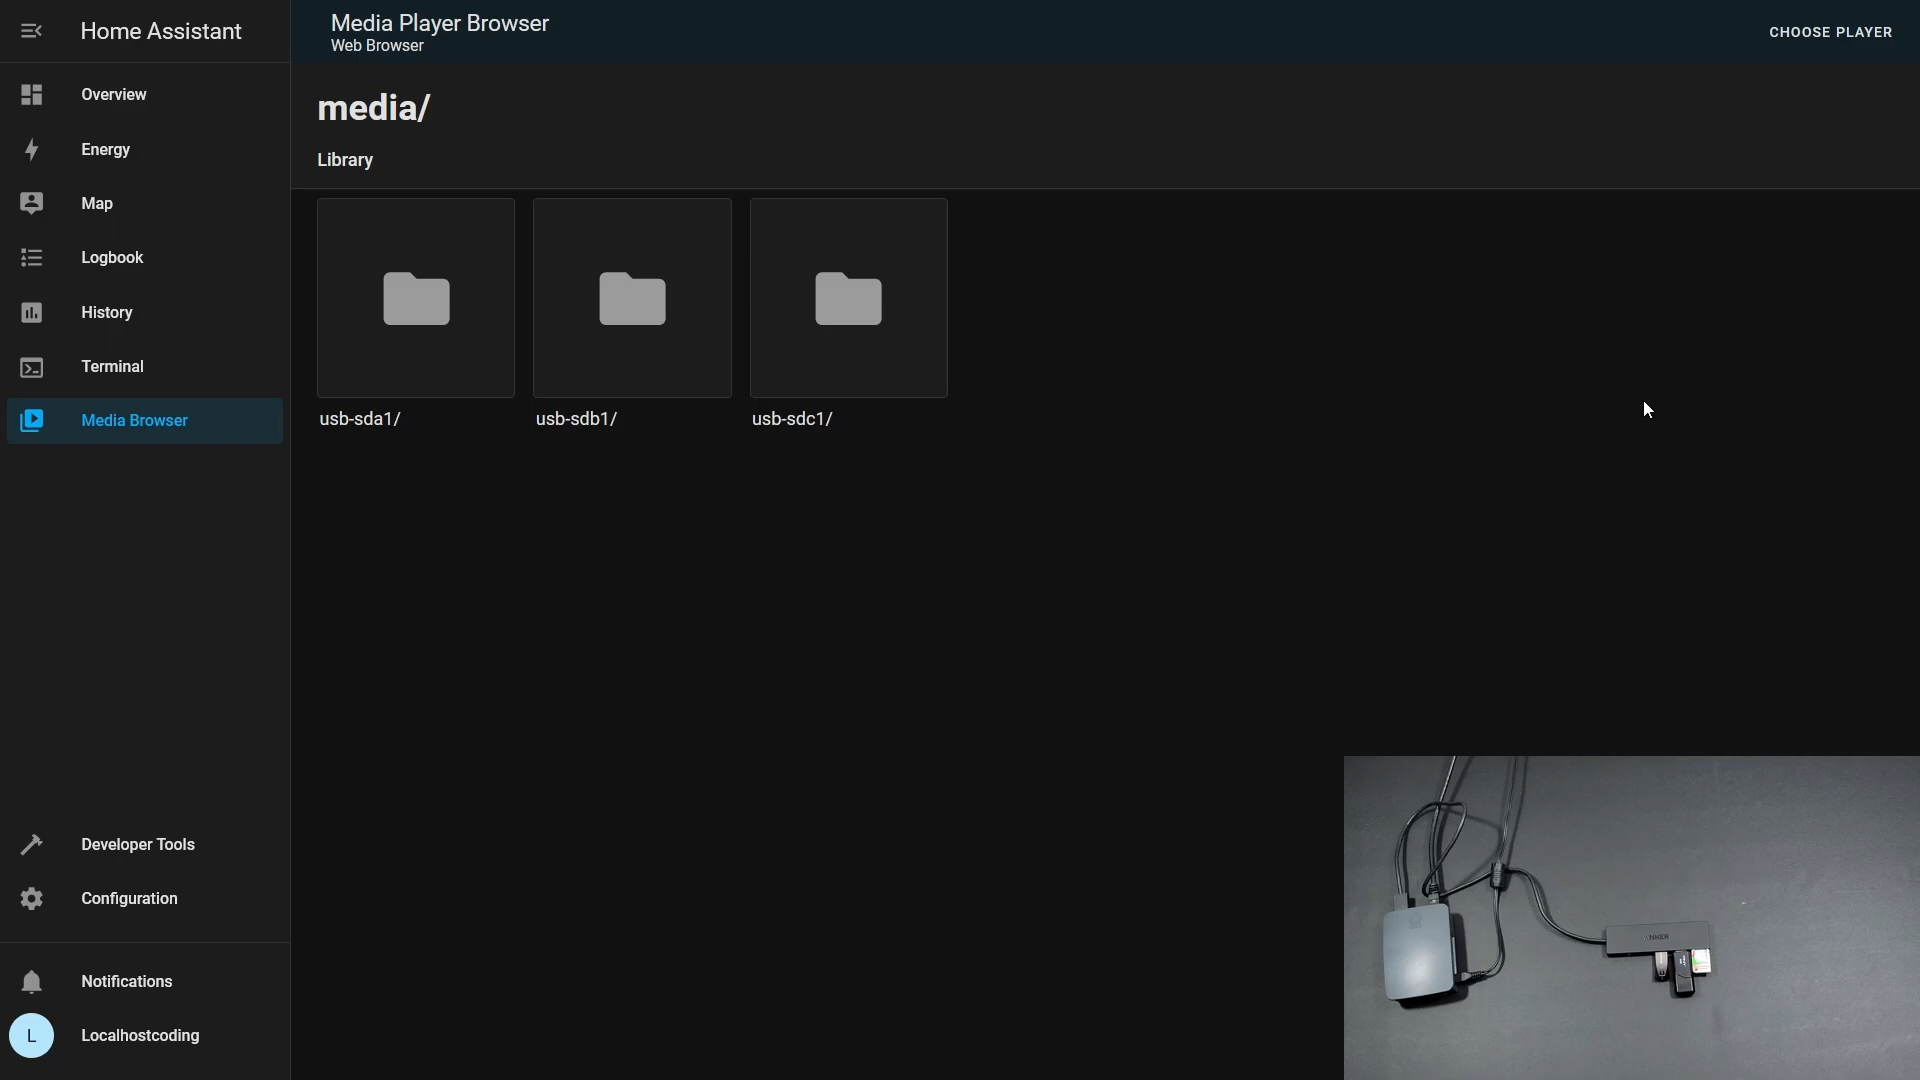 Home Assistant
Overview
Energy
Map
Logbook
History
Terminal
Media Browser
Developer Tools
Configuration
Notifications
L
Localhostcoding
Media Player Browser
Web Browser
CHOOSE PLAYER
media/
Library
usb-sda1/
usb-sdb1/
usb-sdc1/
ANKER